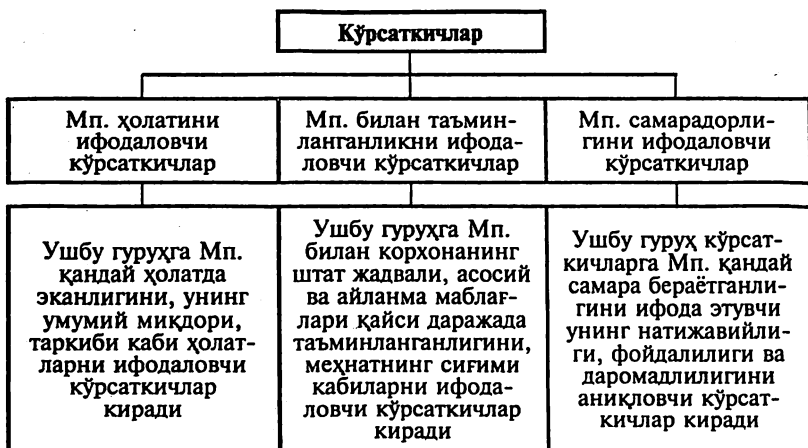 Кўрсаткичлар
Мп. ҳолатини
ифодаловчи
кўрсаткичлар
Мп. билан таъмин-
ланганликни ифода-
ловчи кўрсаткичлар
Мп. самарадорли-
гини ифодаловчи
кўрсаткичлар
Ушбу гуруҳга Мп.
қандай ҳолатда
эканлигини, унинг
умумий миқдори,
таркиби каби ҳолат-
ларни ифодаловчи
кўрсаткичлар
киради
Ушбу гуруҳга Мп.
билан корхонанинг
штат жадвали, асосий
ва айланма маблағ-
лари қайси даражада
таъминланганлигини,
меҳнатнинг сиғими
кабиларни ифода-
ловчи кўрсаткичлар
киради
Ушбу гуруҳ кўрсат-
кичларга Мп. қандай
самара бераётганли-
гини ифода этувчи
унинг натижавийли-
ги, фойдалилиги ва
даромадлилигини
аниқловчи кўрсат-
кичлар киради